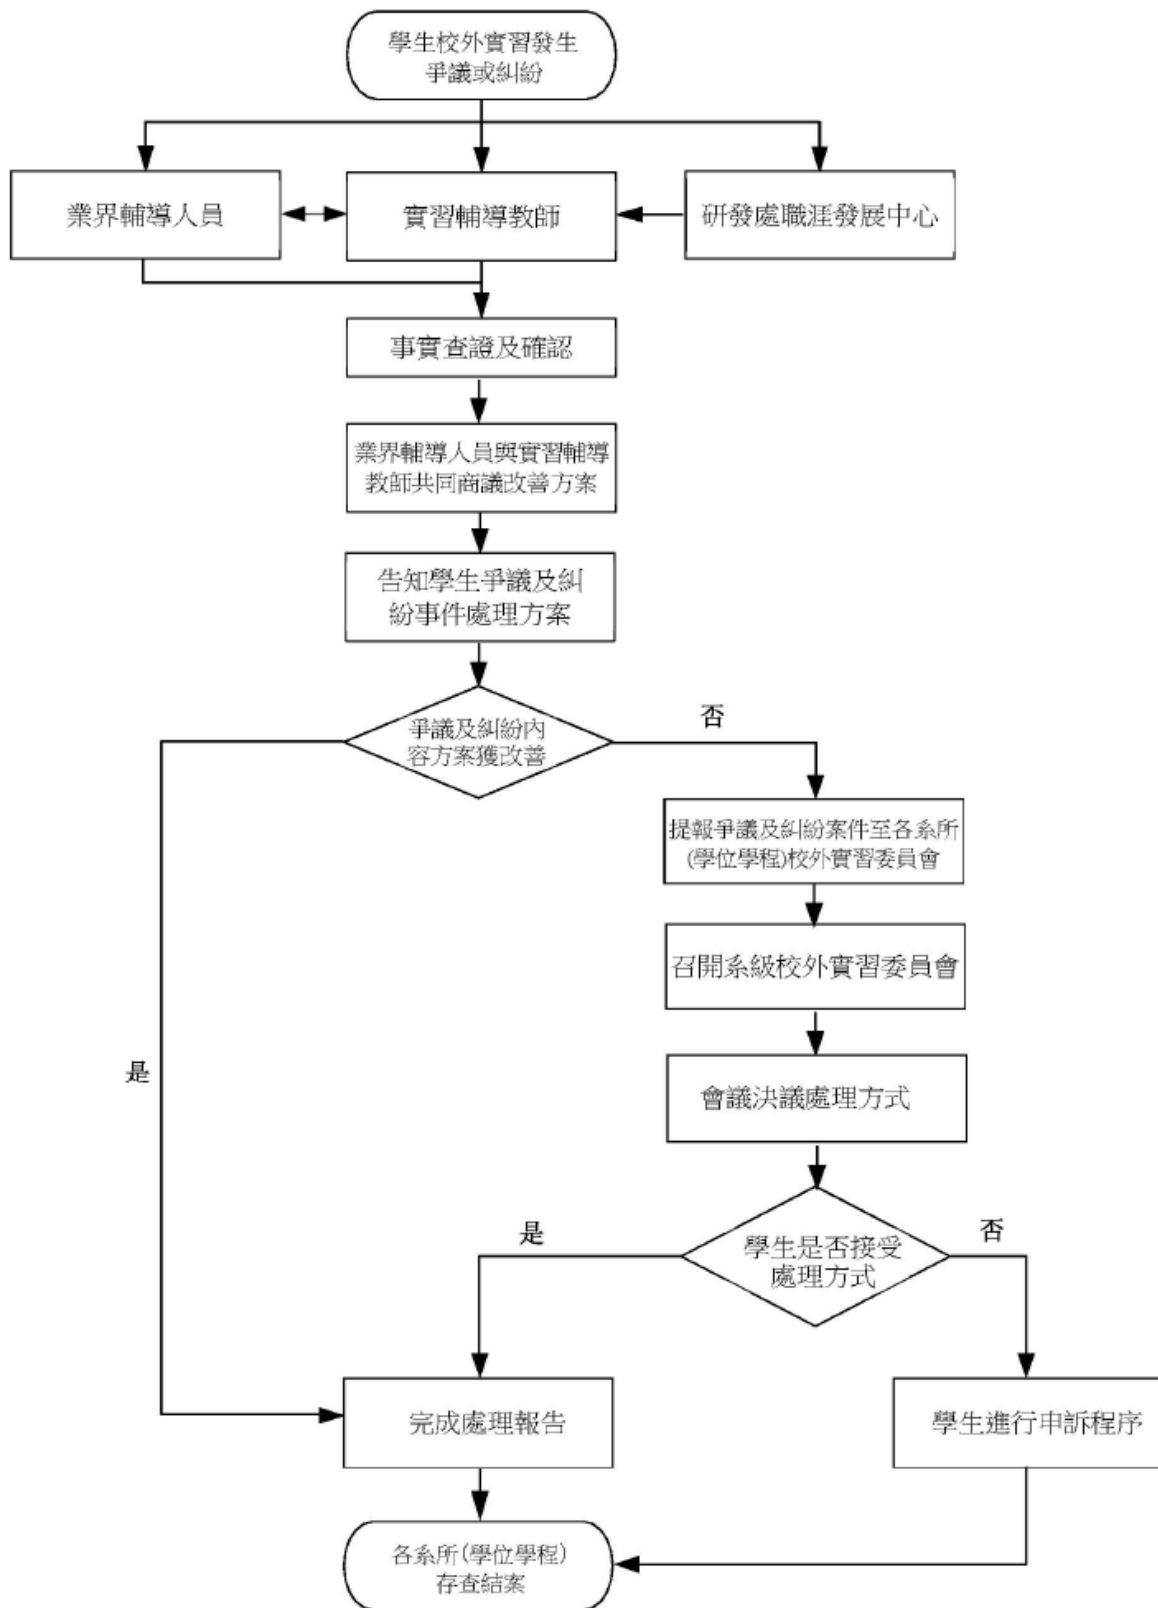 學生校外實習發生
爭議或糾紛
業界輔導人員
實習輔導教師
研發處職涯發展中心
事實查證及確認
業界輔導人員與實習輔導
教師共同商議改善方案
告知學生爭議及糾
紛事件處理方案
爭議及糾紛內
容方案獲改善
否
提報爭議及糾紛案件至各系所
(學位學程)校外實習委員會
召開系級校外實習委員會
是
會議決議處理方式
學生是否接受
處理方式
是
否
完成處理報告
學生進行申訴程序
各系所(學位學程)
存查結案